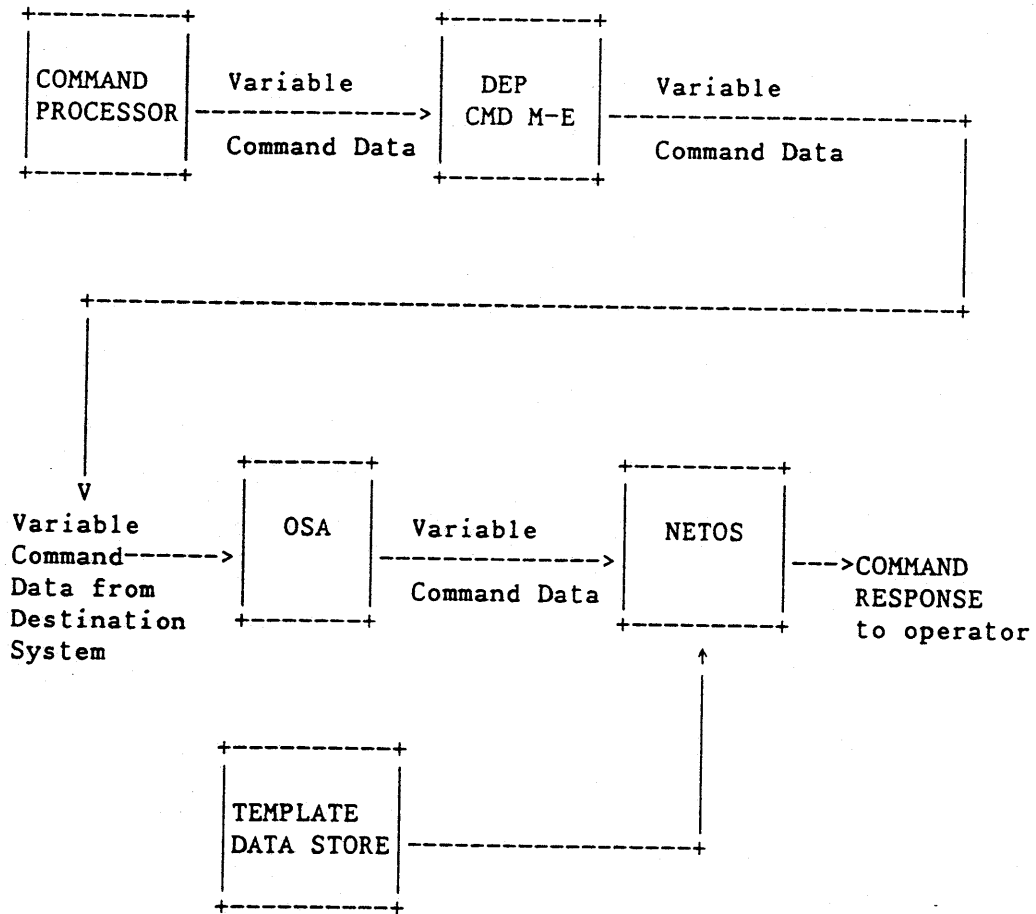 COMMAND
PROCESSOR
Variable
Command Data
DEP
CMD M-E
Variable
Command Data
Variable
Command
Data from
Destination
System
OSA
Variable
Command Data
NETOS
COMMAND
RESPONSE
to operator
TEMPLATE
DATA STORE